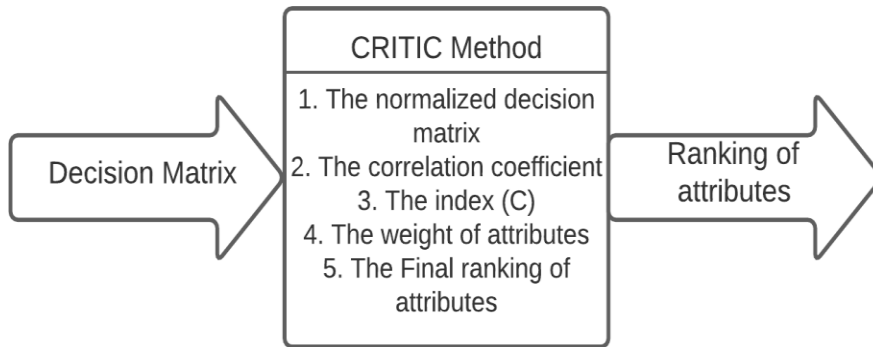 Decision Matrix
CRITIC Method
1. The normalized decision
matrix
2. The correlation coefficient
3. The index (C)
4. The weight of attributes
5. The Final ranking of
attributes
Ranking of
attributes